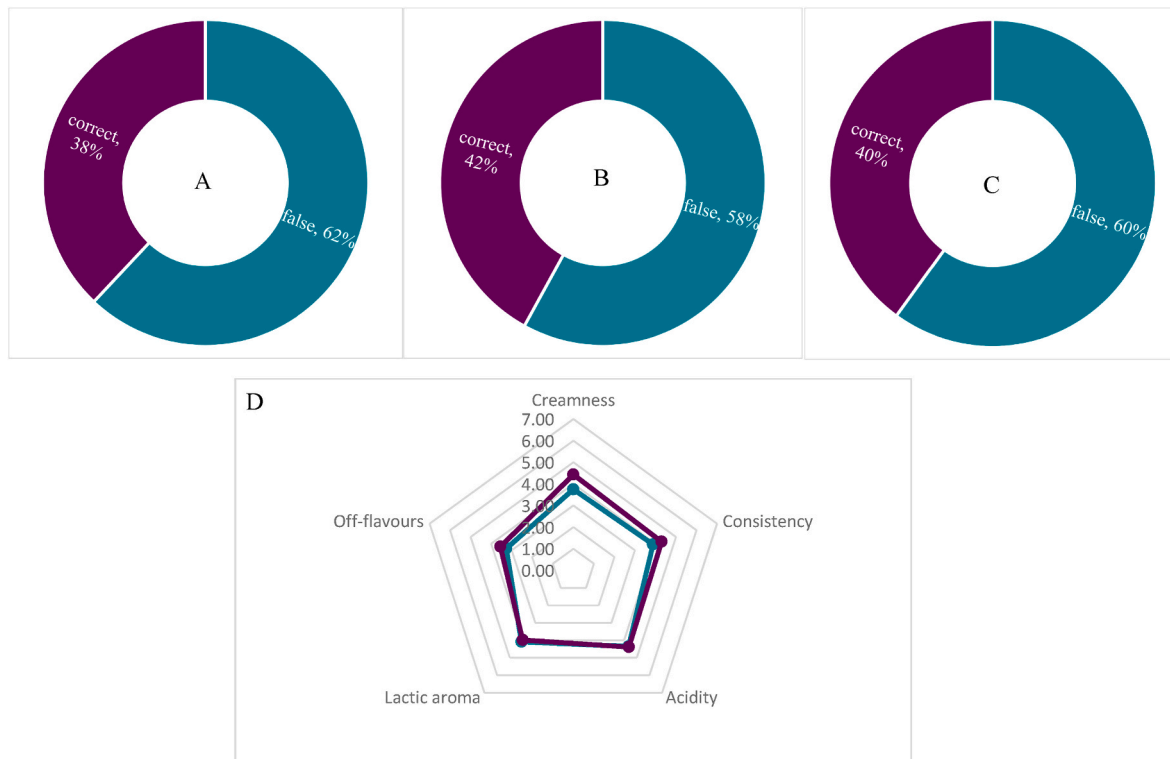 correct,
38%
A
false, 62%
correct,
42%
B
false, 58%
correct,
40%
C
false, 60%
D
Creamness
7.00
6.00
5.00
4.00
3.00
2.00
1.00
0.00
Off-flavours
Consistency
Lactic aroma
Acidity